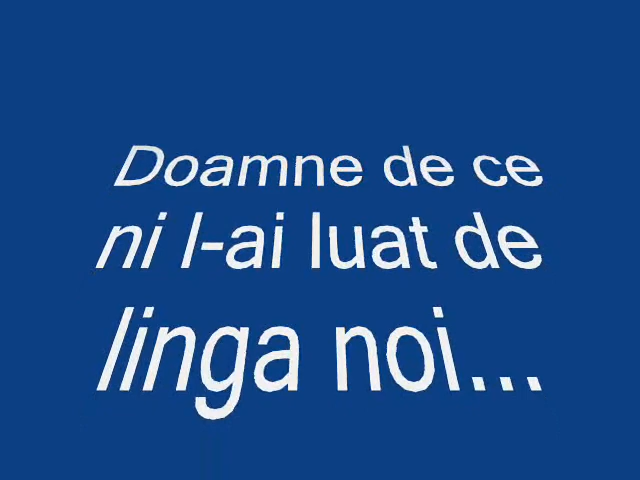 Doamne de ce
ni l-ai luat de
linga noi...